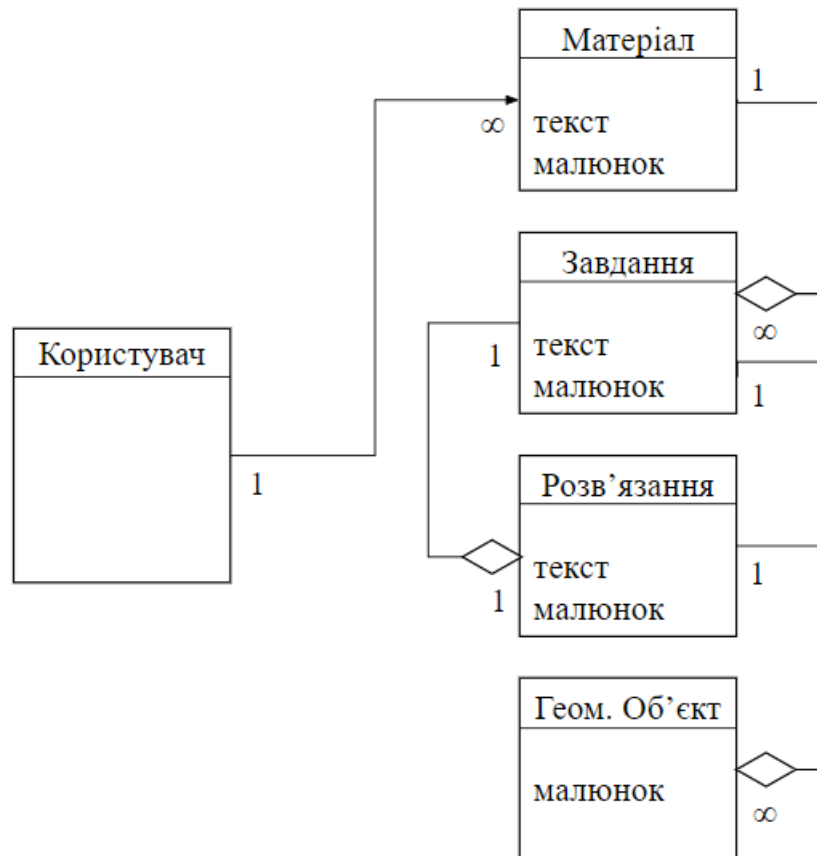 Матеріал
1
∞
текст
малюнок
Завдання
∞
1
текст
малюнок
1
Користувач
1
Розв’язання
1
текст
1
малюнок
Геом. Об’єкт
малюнок
∞